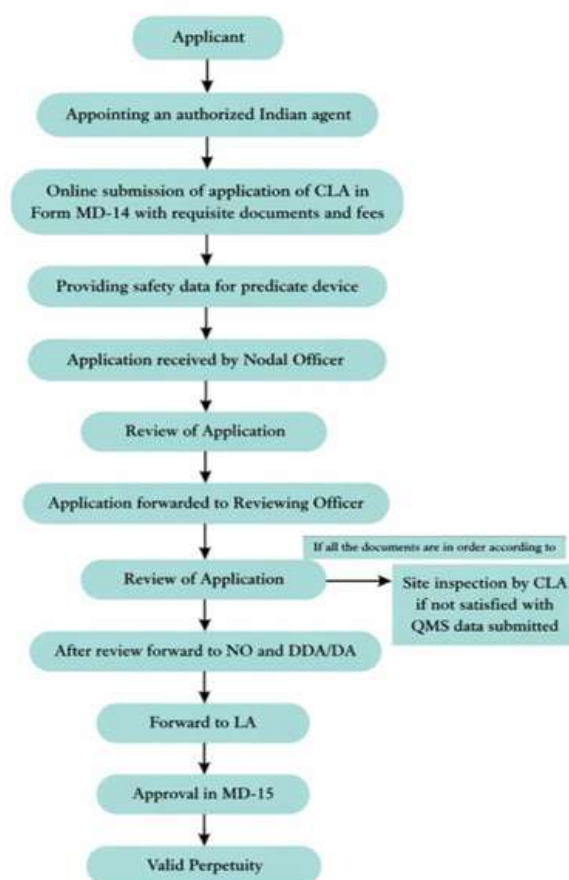 Applicant
Appointing an authorized Indian agent
Online submission of application of CLA in
Form MD-14 with requisite documents and fees
Providing safety data for predicate device
Application received by Nodal Officer
Review of Application
Application forwarded to Reviewing Officer
If all the documents are in order according to
Review of Application
Site inspection by CLA
if not satisfied with
QMS data submitted
After review forward to NO and DDA/DA
Forward to LA
Approval in MD-15
Valid Perpetuity